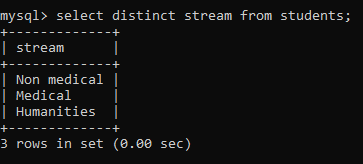 mysql> select distinct stream from students;
+-------------+
| stream      |
+-------------+
| Non medical |
| Medical     |
| Humanities  |
+-------------+
3 rows in set (0.00 sec)